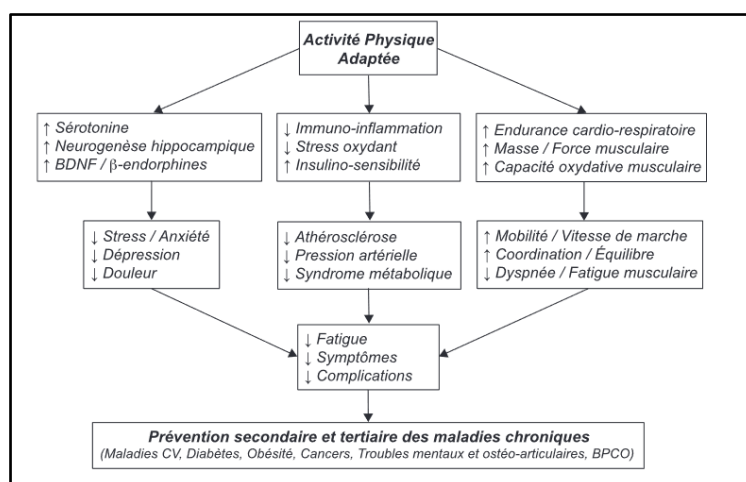 Activité Physique
Adaptée
↑ Sérotonine
↑ Neurogenèse hippocampique
↑ BDNF / β-endorphines
↓ Immuno-inflammation
↓ Stress oxydant
↑ Insulino-sensibilité
↑ Endurance cardio-respiratoire
↑ Masse / Force musculaire
↑ Capacité oxydative musculaire
↓ Stress / Anxiété
↓ Dépression
↓ Douleur
↓ Athérosclérose
↓ Pression artérielle
↓ Syndrome métabolique
↑ Mobilité / Vitesse de marche
↑ Coordination / Équilibre
↓ Dyspnée / Fatigue musculaire
↓ Fatigue
↓ Symptômes
↓ Complications
Prévention secondaire et tertiaire des maladies chroniques
(Maladies CV, Diabètes, Obésité, Cancers, Troubles mentaux et ostéo-articulaires, BPCO)